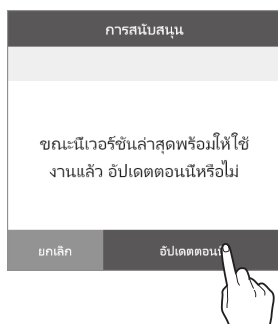 การสนับสนุน
ขณะนี้เวอร์ชันล่าสุดพร้อมให้ใช้
งานแล้ว อัปเดตตอนนี้หรือไม่
ยกเลิก
อัปเดตตอนนี้